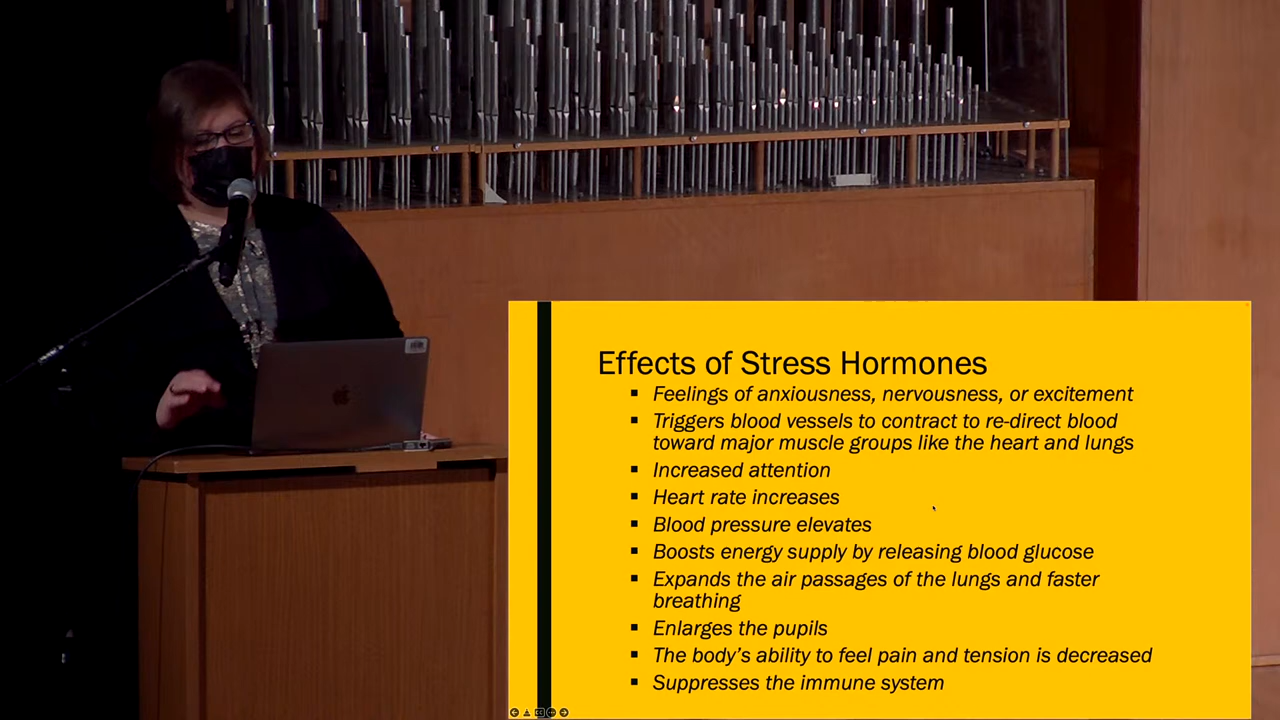 Effects of Stress Hormones
▪ Feelings of anxiousness, nervousness, or excitement
▪ Triggers blood vessels to contract to re-direct blood
toward major muscle groups like the heart and lungs
▪ Increased attention
▪ Heart rate increases
▪ Blood pressure elevates
▪ Boosts energy supply by releasing blood glucose
▪ Expands the air passages of the lungs and faster
breathing
▪ Enlarges the pupils
▪ The body’s ability to feel pain and tension is decreased
▪ Suppresses the immune system